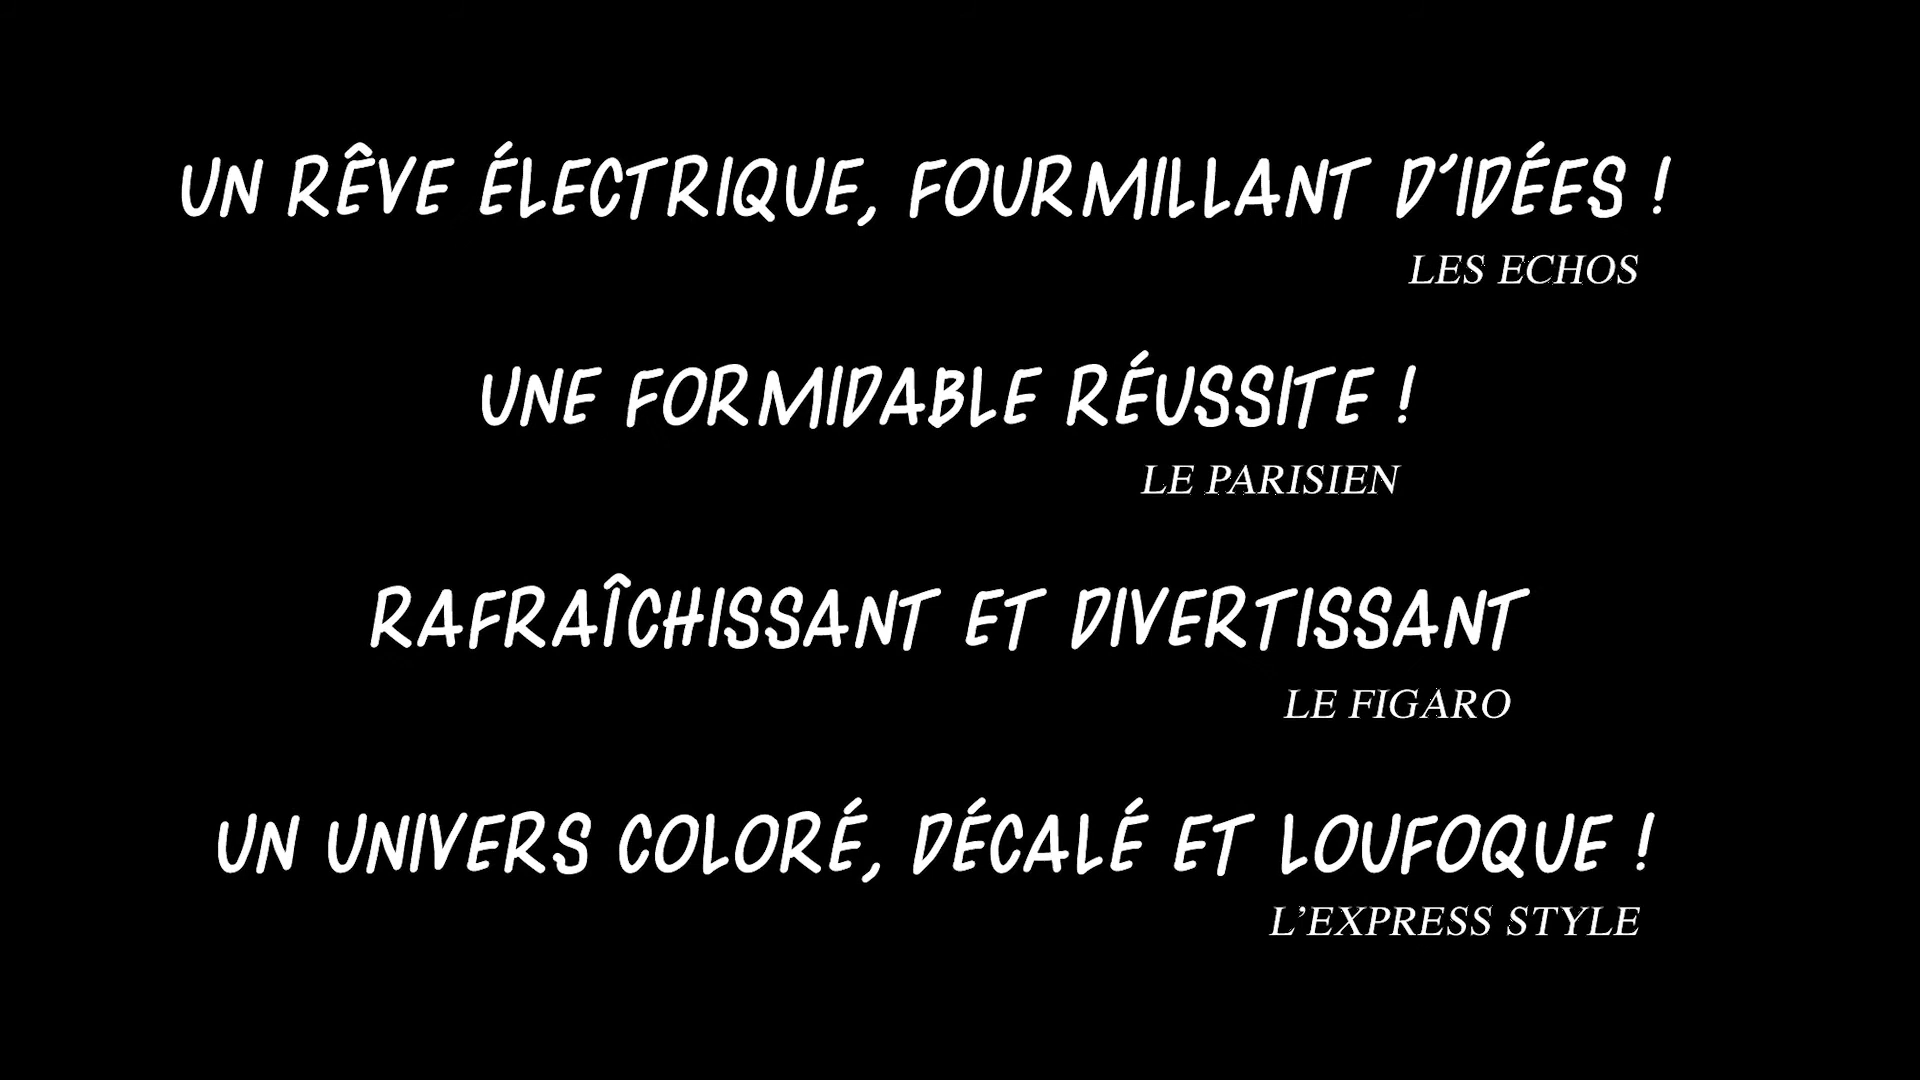 UN RÊVE ÉLECTRIQUE, FOURMILLANT D'IDÉES !
LES ECHOS
UNE FORMIDABLE RÉUSSITE !
LE PARISIEN
RAFRAÎCHISSANT ET DIVERTISSANT
LE FIGARO
UN UNIVERS COLORÉ, DÉCALÉ ET LOUFOQUE !
L'EXPRESS STYLE